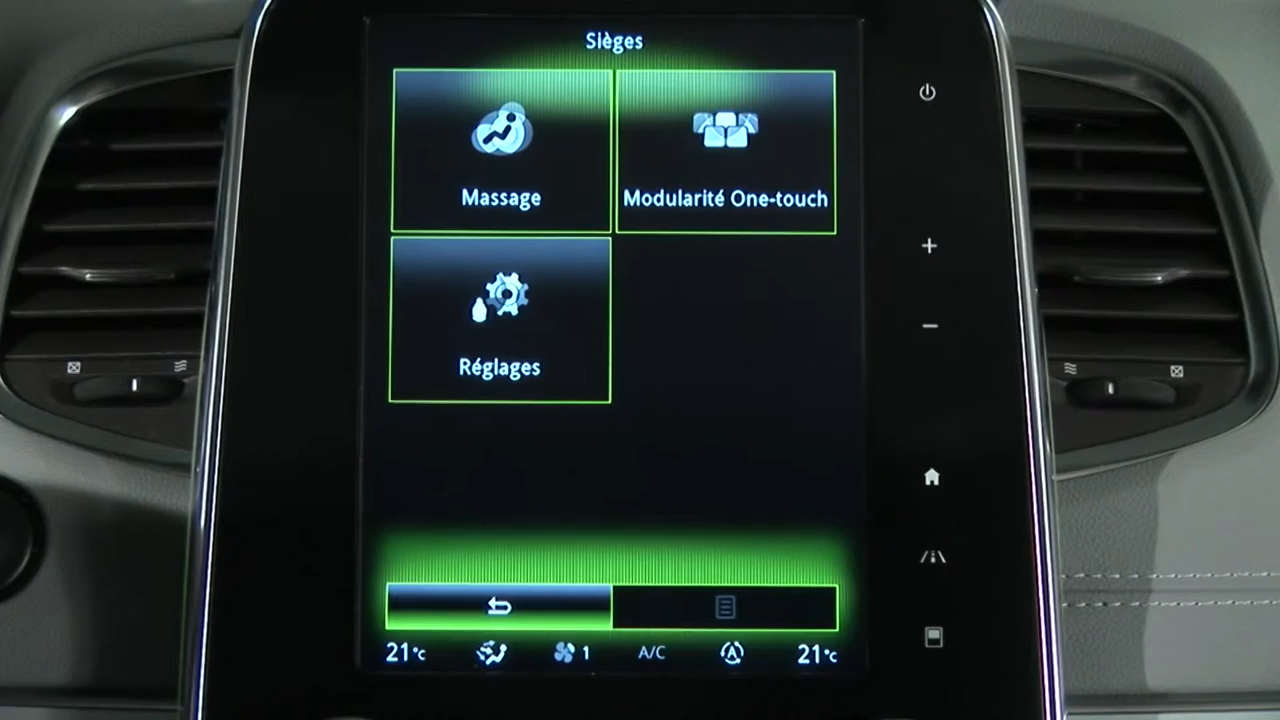 Sièges
Massage
Modularité One-touch
Réglages
21°C
1
A/C
A
21°C